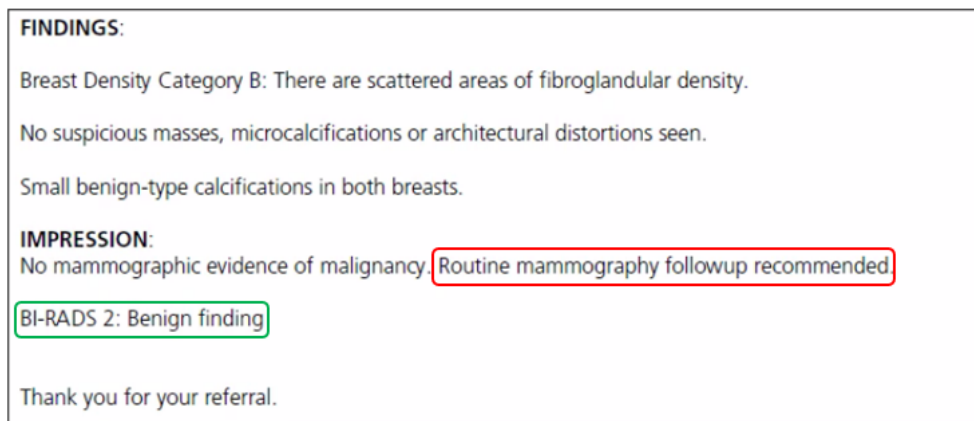 FINDINGS:
Breast Density Category B: There are scattered areas of fibroglandular density.
No suspicious masses, microcalcifications or architectural distortions seen.
Small benign-type calcifications in both breasts.
IMPRESSION:
No mammographic evidence of malignancy. Routine mammography followup recommended.
BI-RADS 2: Benign finding
Thank you for your referral.